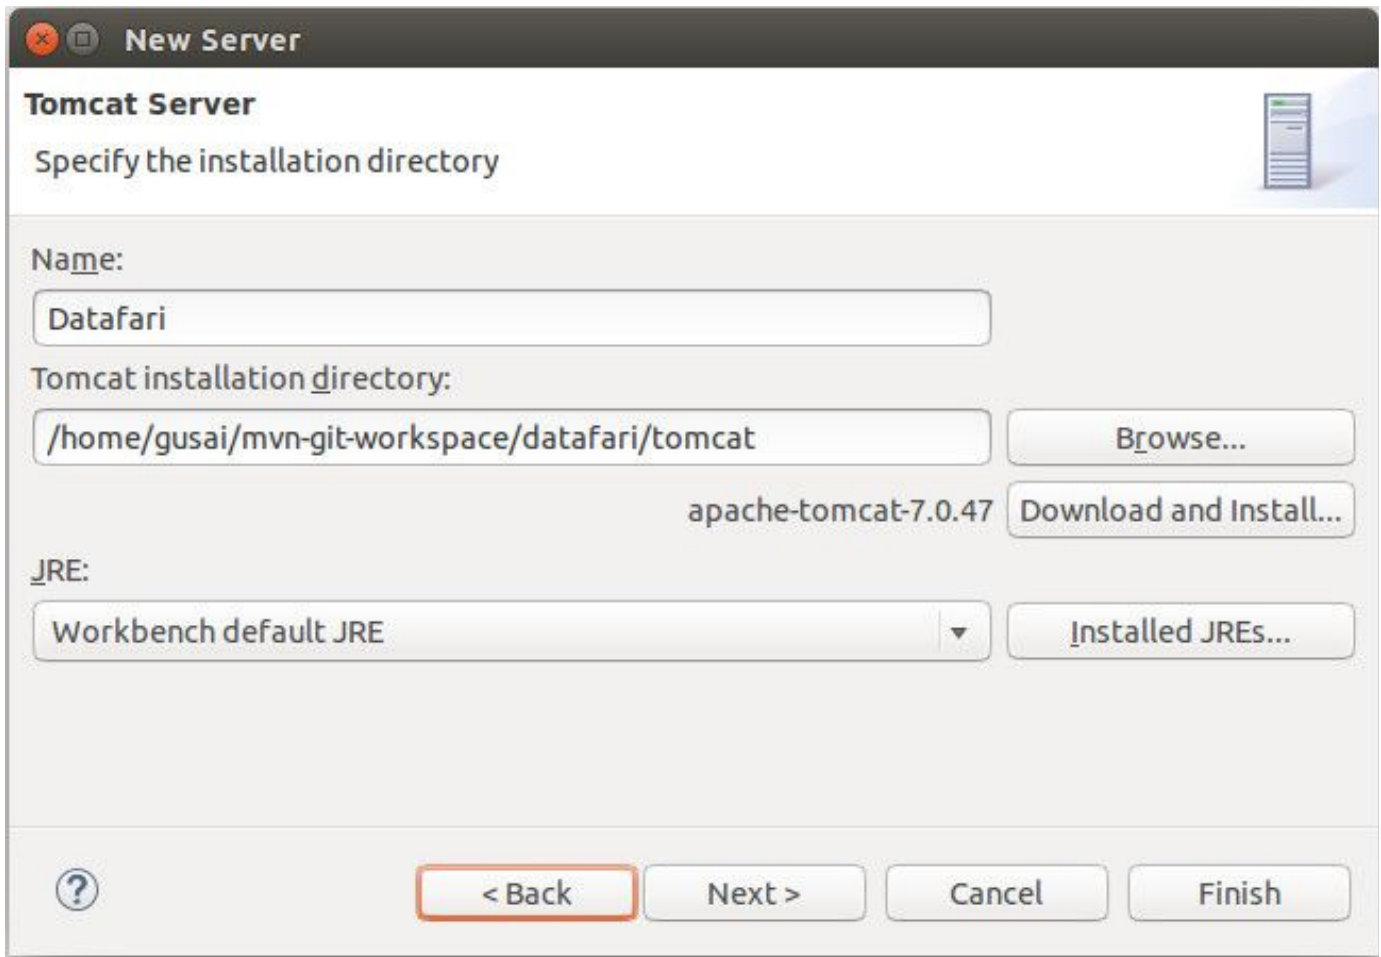 New Server
Tomcat Server
Specify the installation directory
Name:
Datafari
Tomcat installation directory:
/home/gusai/mvn-git-workspace/datafari/tomcat
Browse...
apache-tomcat-7.0.47
Download and Install...
JRE:
Workbench default JRE
Installed JREs...
?
< Back
Next >
Cancel
Finish